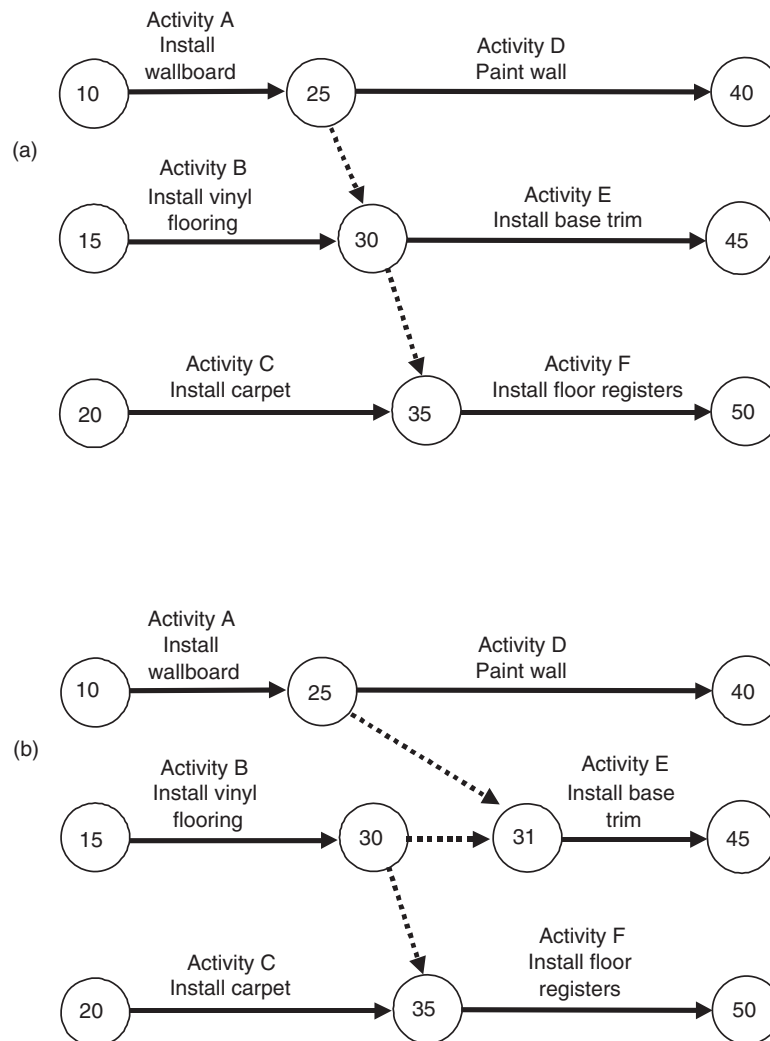 Activity A
Install
wallboard
Activity D
Paint wall
10
25
40
(a)
Activity B
Install vinyl
flooring
Activity E
Install base trim
15
30
45
Activity C
Install carpet
Activity F
Install floor registers
20
35
50
Activity A
Install
wallboard
Activity D
Paint wall
10
25
40
(b)
Activity B
Install vinyl
flooring
Activity E
Install base
trim
15
30
31
45
Activity C
Install carpet
Activity F
Install floor
registers
20
35
50